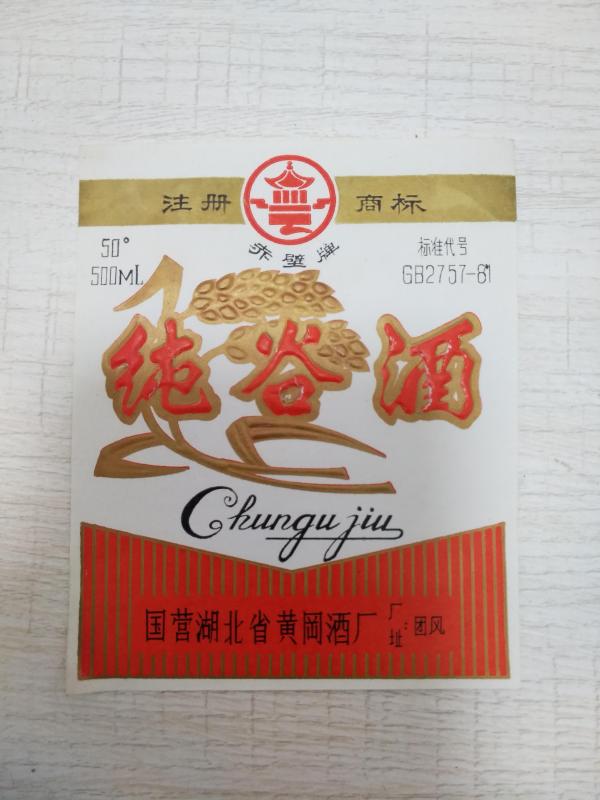 注册 商标
赤壁牌
50°
500ML
标准代号
GB2757-81
纯谷酒
Chungu jiu
国营湖北省黄冈酒厂 厂址:团风